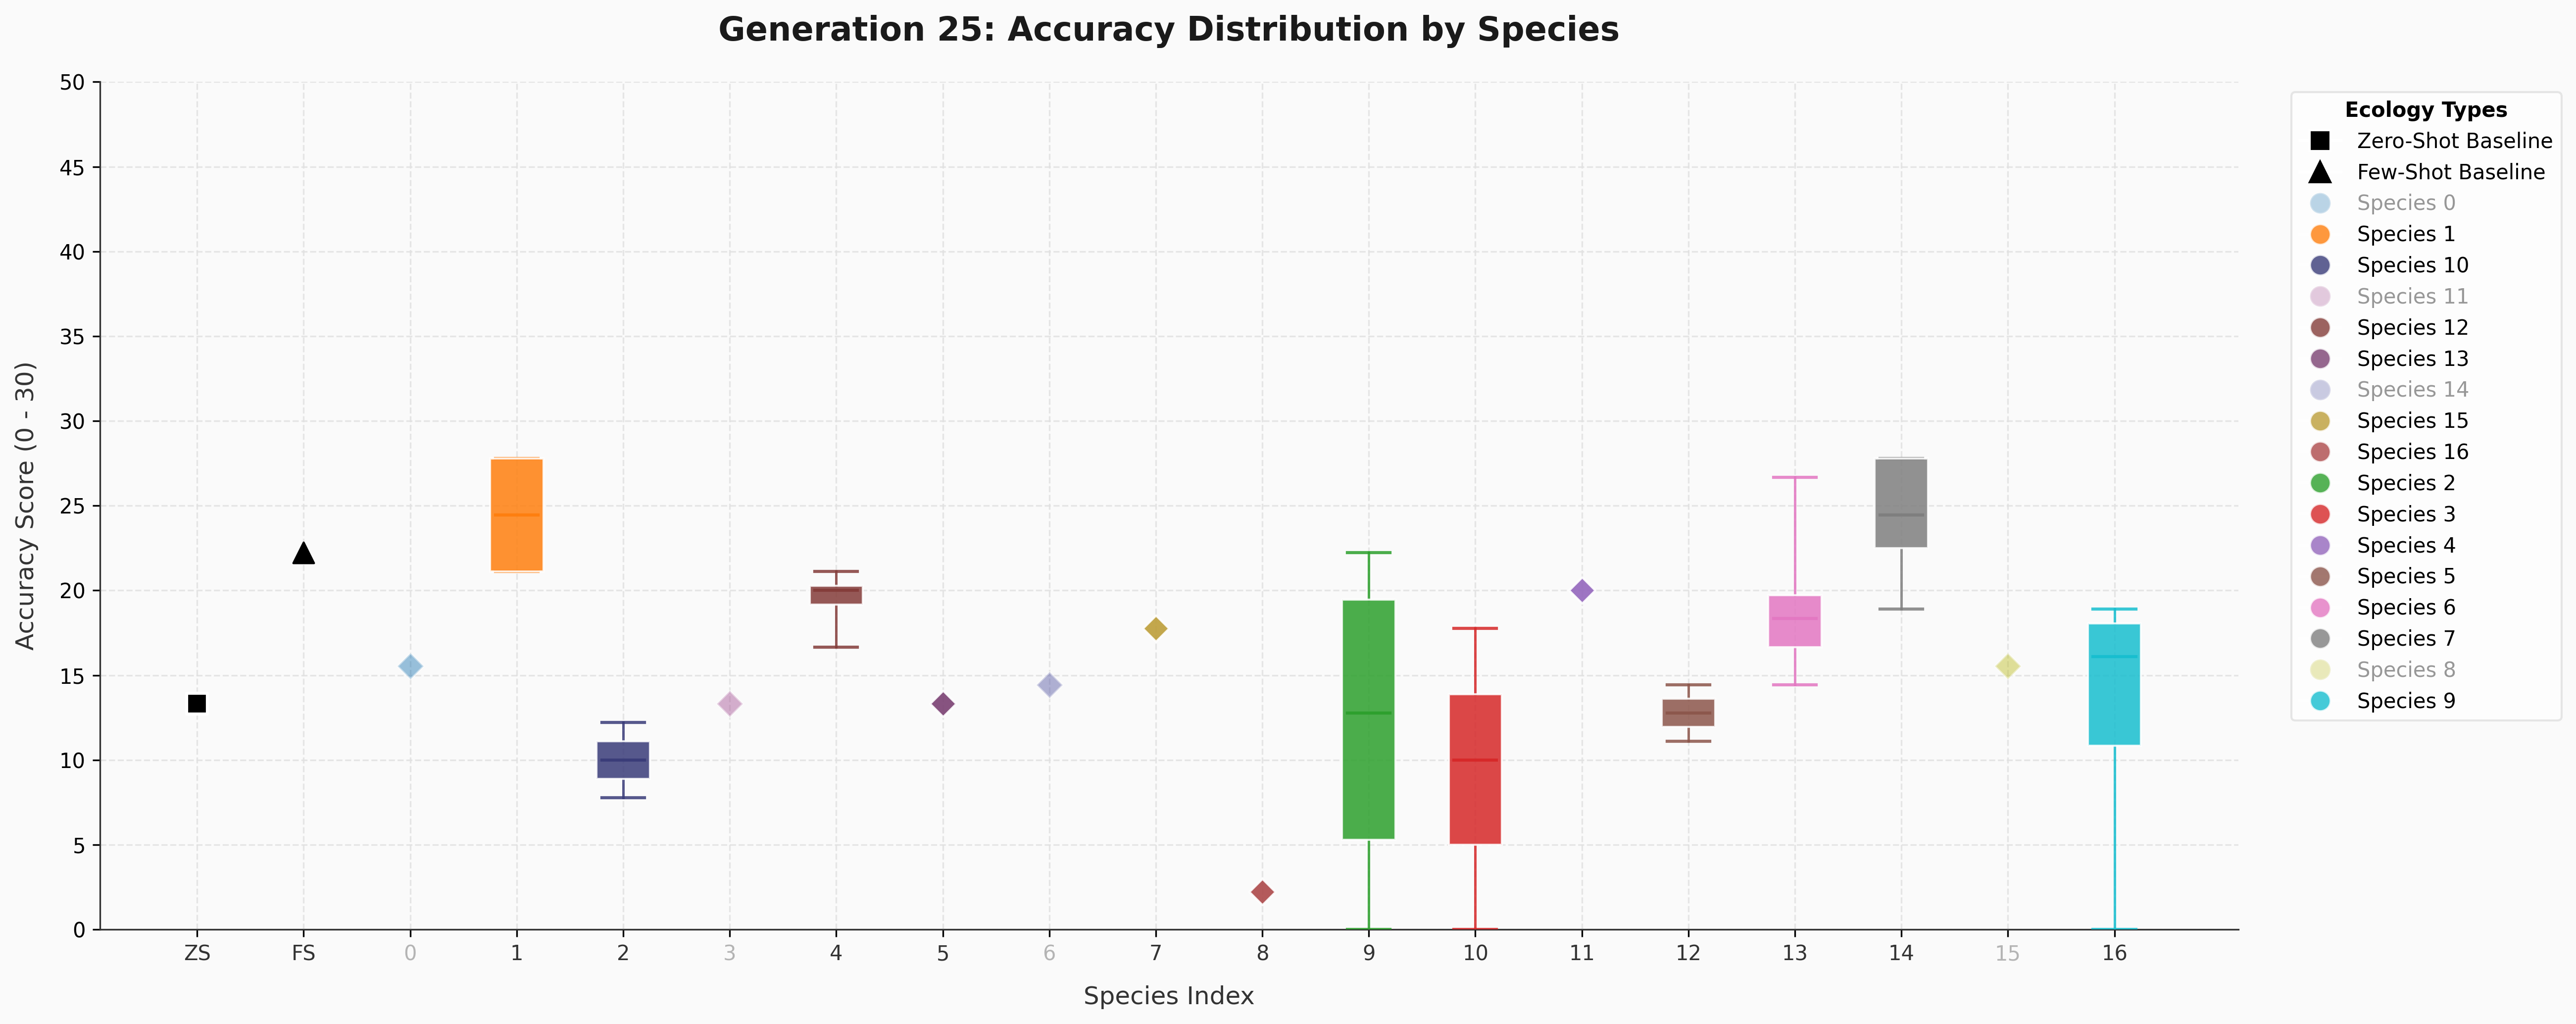 Generation 25: Accuracy Distribution by Species
Accuracy Score (0 - 30)
50
45
40
35
30
25
20
15
10
5
0
ZS FS 0 1 2 3 4 5 6 7 8 9 10 11 12 13 14 15 16
Species Index
Ecology Types
Zero-Shot Baseline
Few-Shot Baseline
Species 0
Species 1
Species 10
Species 11
Species 12
Species 13
Species 14
Species 15
Species 16
Species 2
Species 3
Species 4
Species 5
Species 6
Species 7
Species 8
Species 9